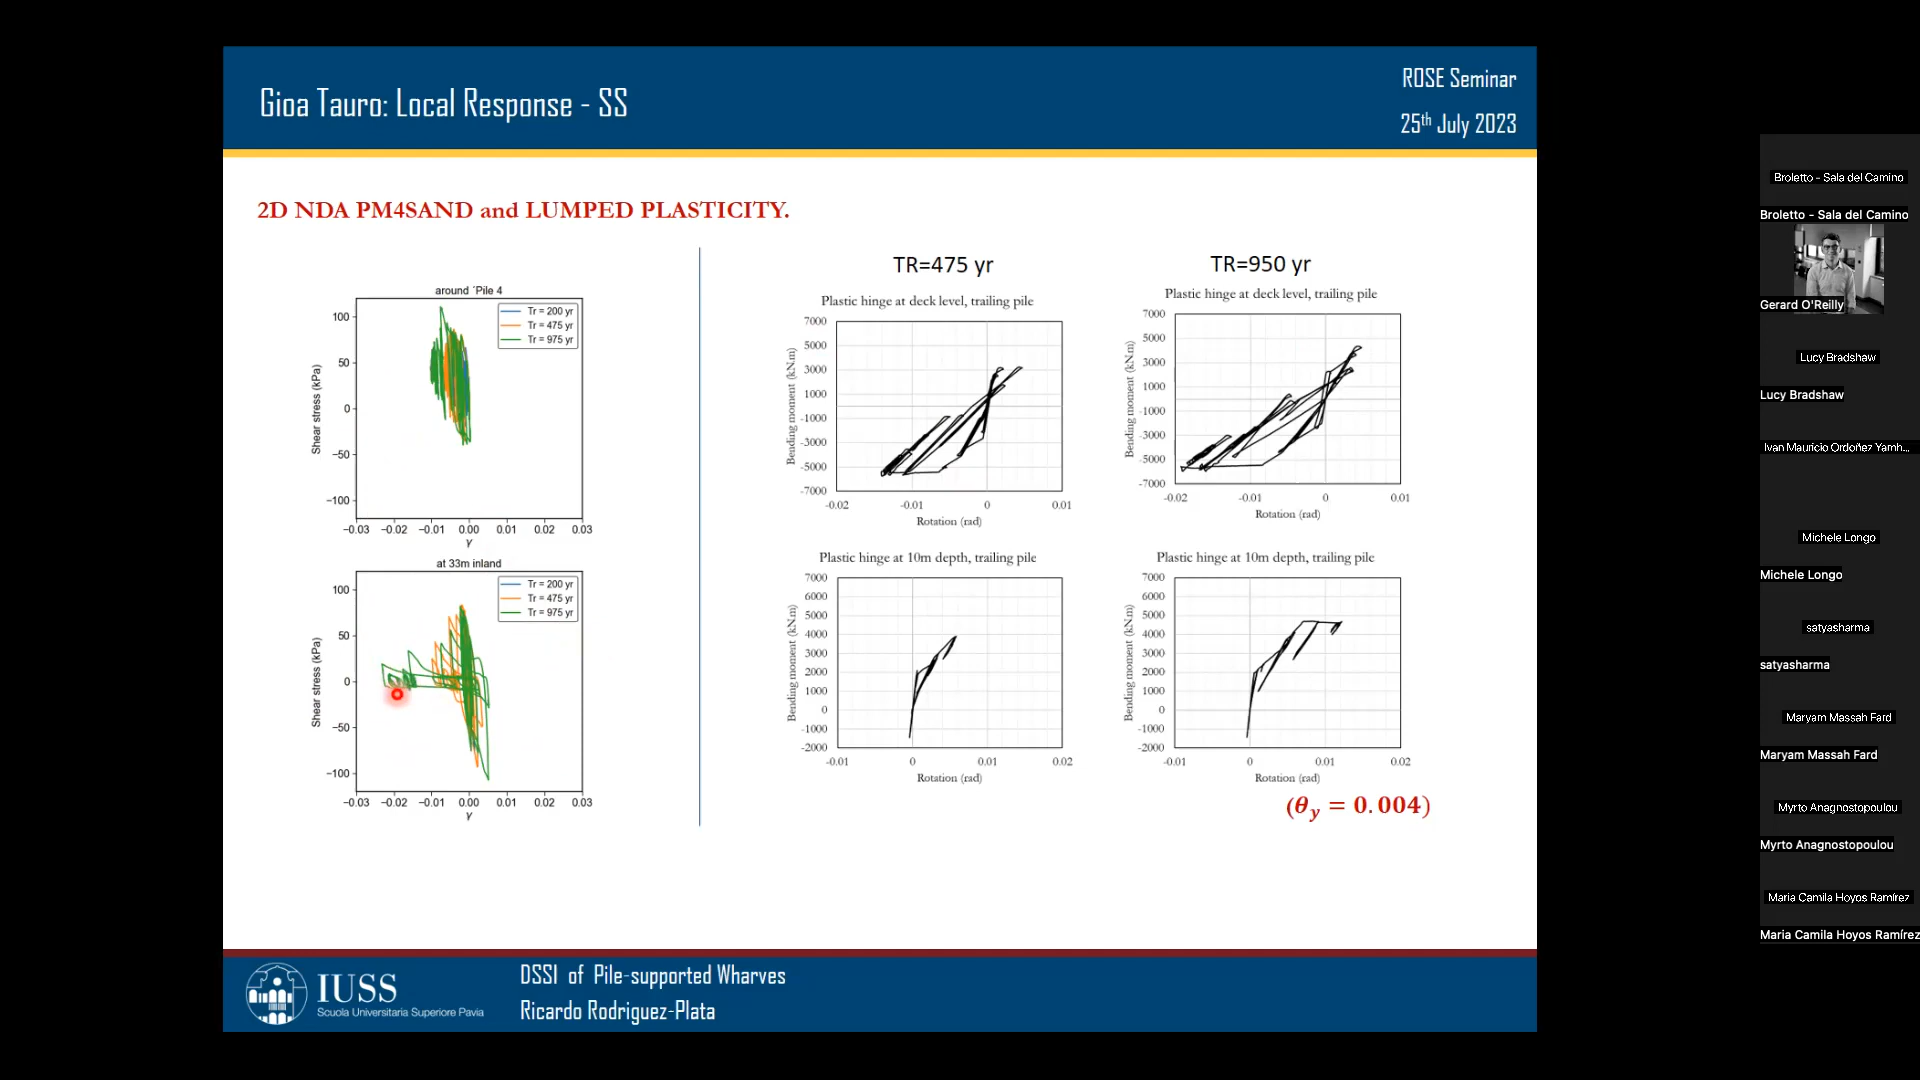 Gioa Tauro: Local Response - SS
ROSE Seminar
25th July 2023
2D NDA PM4SAND and LUMPED PLASTICITY.
around ´Pile 4
Tr = 200 yr
Tr = 475 yr
Tr = 975 yr
100
50
0
−50
−100
Shear stress (kPa)
−0.03 −0.02 −0.01 0.00 0.01 0.02 0.03
γ
at 33m inland
Tr = 200 yr
Tr = 475 yr
Tr = 975 yr
100
50
0
−50
−100
Shear stress (kPa)
−0.03 −0.02 −0.01 0.00 0.01 0.02 0.03
γ
TR=475 yr
Plastic hinge at deck level, trailing pile
7000
5000
3000
1000
-1000
-3000
-5000
-7000
Bending moment (kN.m)
-0.02 -0.01 0 0.01
Rotation (rad)
TR=950 yr
Plastic hinge at deck level, trailing pile
7000
5000
3000
1000
-1000
-3000
-5000
-7000
Bending moment (kN.m)
-0.02 -0.01 0 0.01
Rotation (rad)
Plastic hinge at 10m depth, trailing pile
7000
6000
5000
4000
3000
2000
1000
0
-1000
-2000
Bending moment (kN.m)
-0.01 0 0.01 0.02
Rotation (rad)
Plastic hinge at 10m depth, trailing pile
7000
6000
5000
4000
3000
2000
1000
0
-1000
-2000
Bending moment (kN.m)
-0.01 0 0.01 0.02
Rotation (rad)
(θy = 0.004)
IUSS
Scuola Universitaria Superiore Pavia
DSSI of Pile-supported Wharves
Ricardo Rodriguez-Plata
Broletto - Sala del Camino
Broletto - Sala del Camino
Gerard O'Reilly
Lucy Bradshaw
Lucy Bradshaw
Ivan Mauricio Ordoñez Yamh...
Michele Longo
Michele Longo
satyasharma
satyasharma
Maryam Massah Fard
Maryam Massah Fard
Myrto Anagnostopoulou
Myrto Anagnostopoulou
Maria Camila Hoyos Ramírez
Maria Camila Hoyos Ramírez